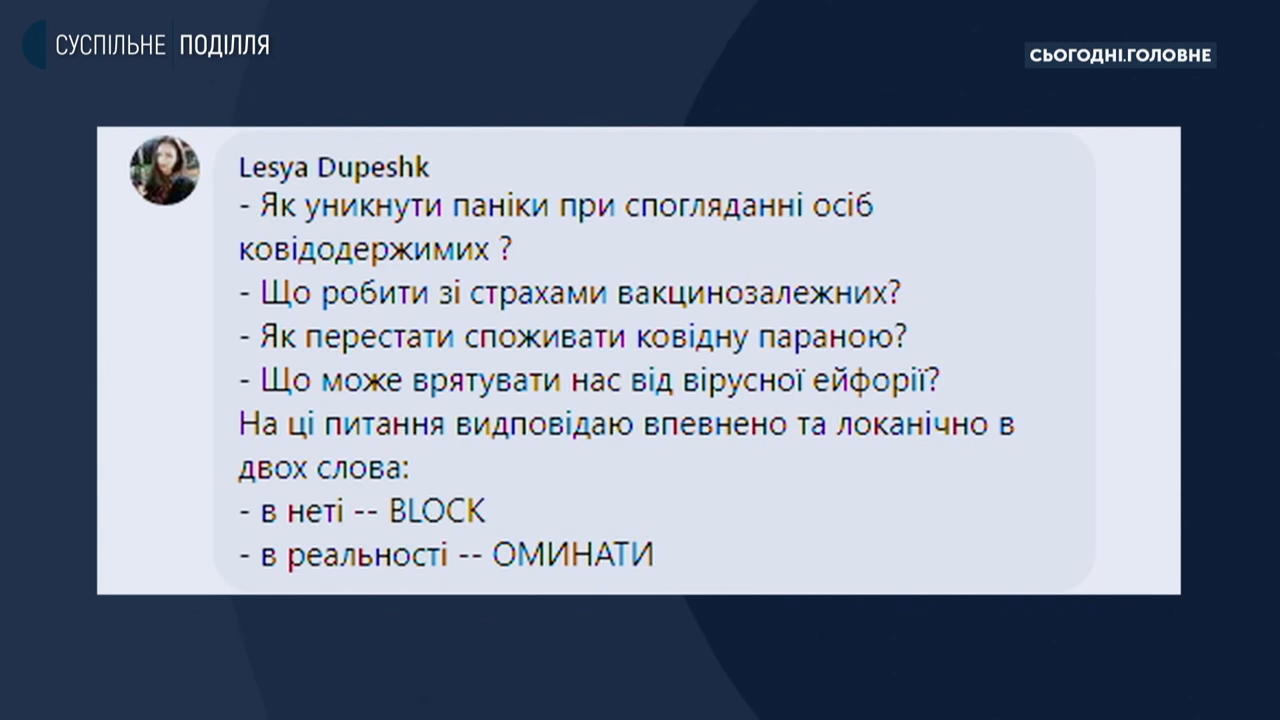 СУСПІЛЬНЕ ПОДІЛЛЯ
СЬОГОДНІ.ГОЛОВНЕ
Lesya Dupeshk
- Як уникнути паніки при спогляданні осіб
ковідодержимих ?
- Що робити зі страхами вакцинозалежних?
- Як перестати споживати ковідну параною?
- Що може врятувати нас від вірусної ейфорії?
На ці питання видповідаю впевнено та локанічно в
двох слова:
- в неті -- BLOCK
- в реальності -- ОМИНАТИ